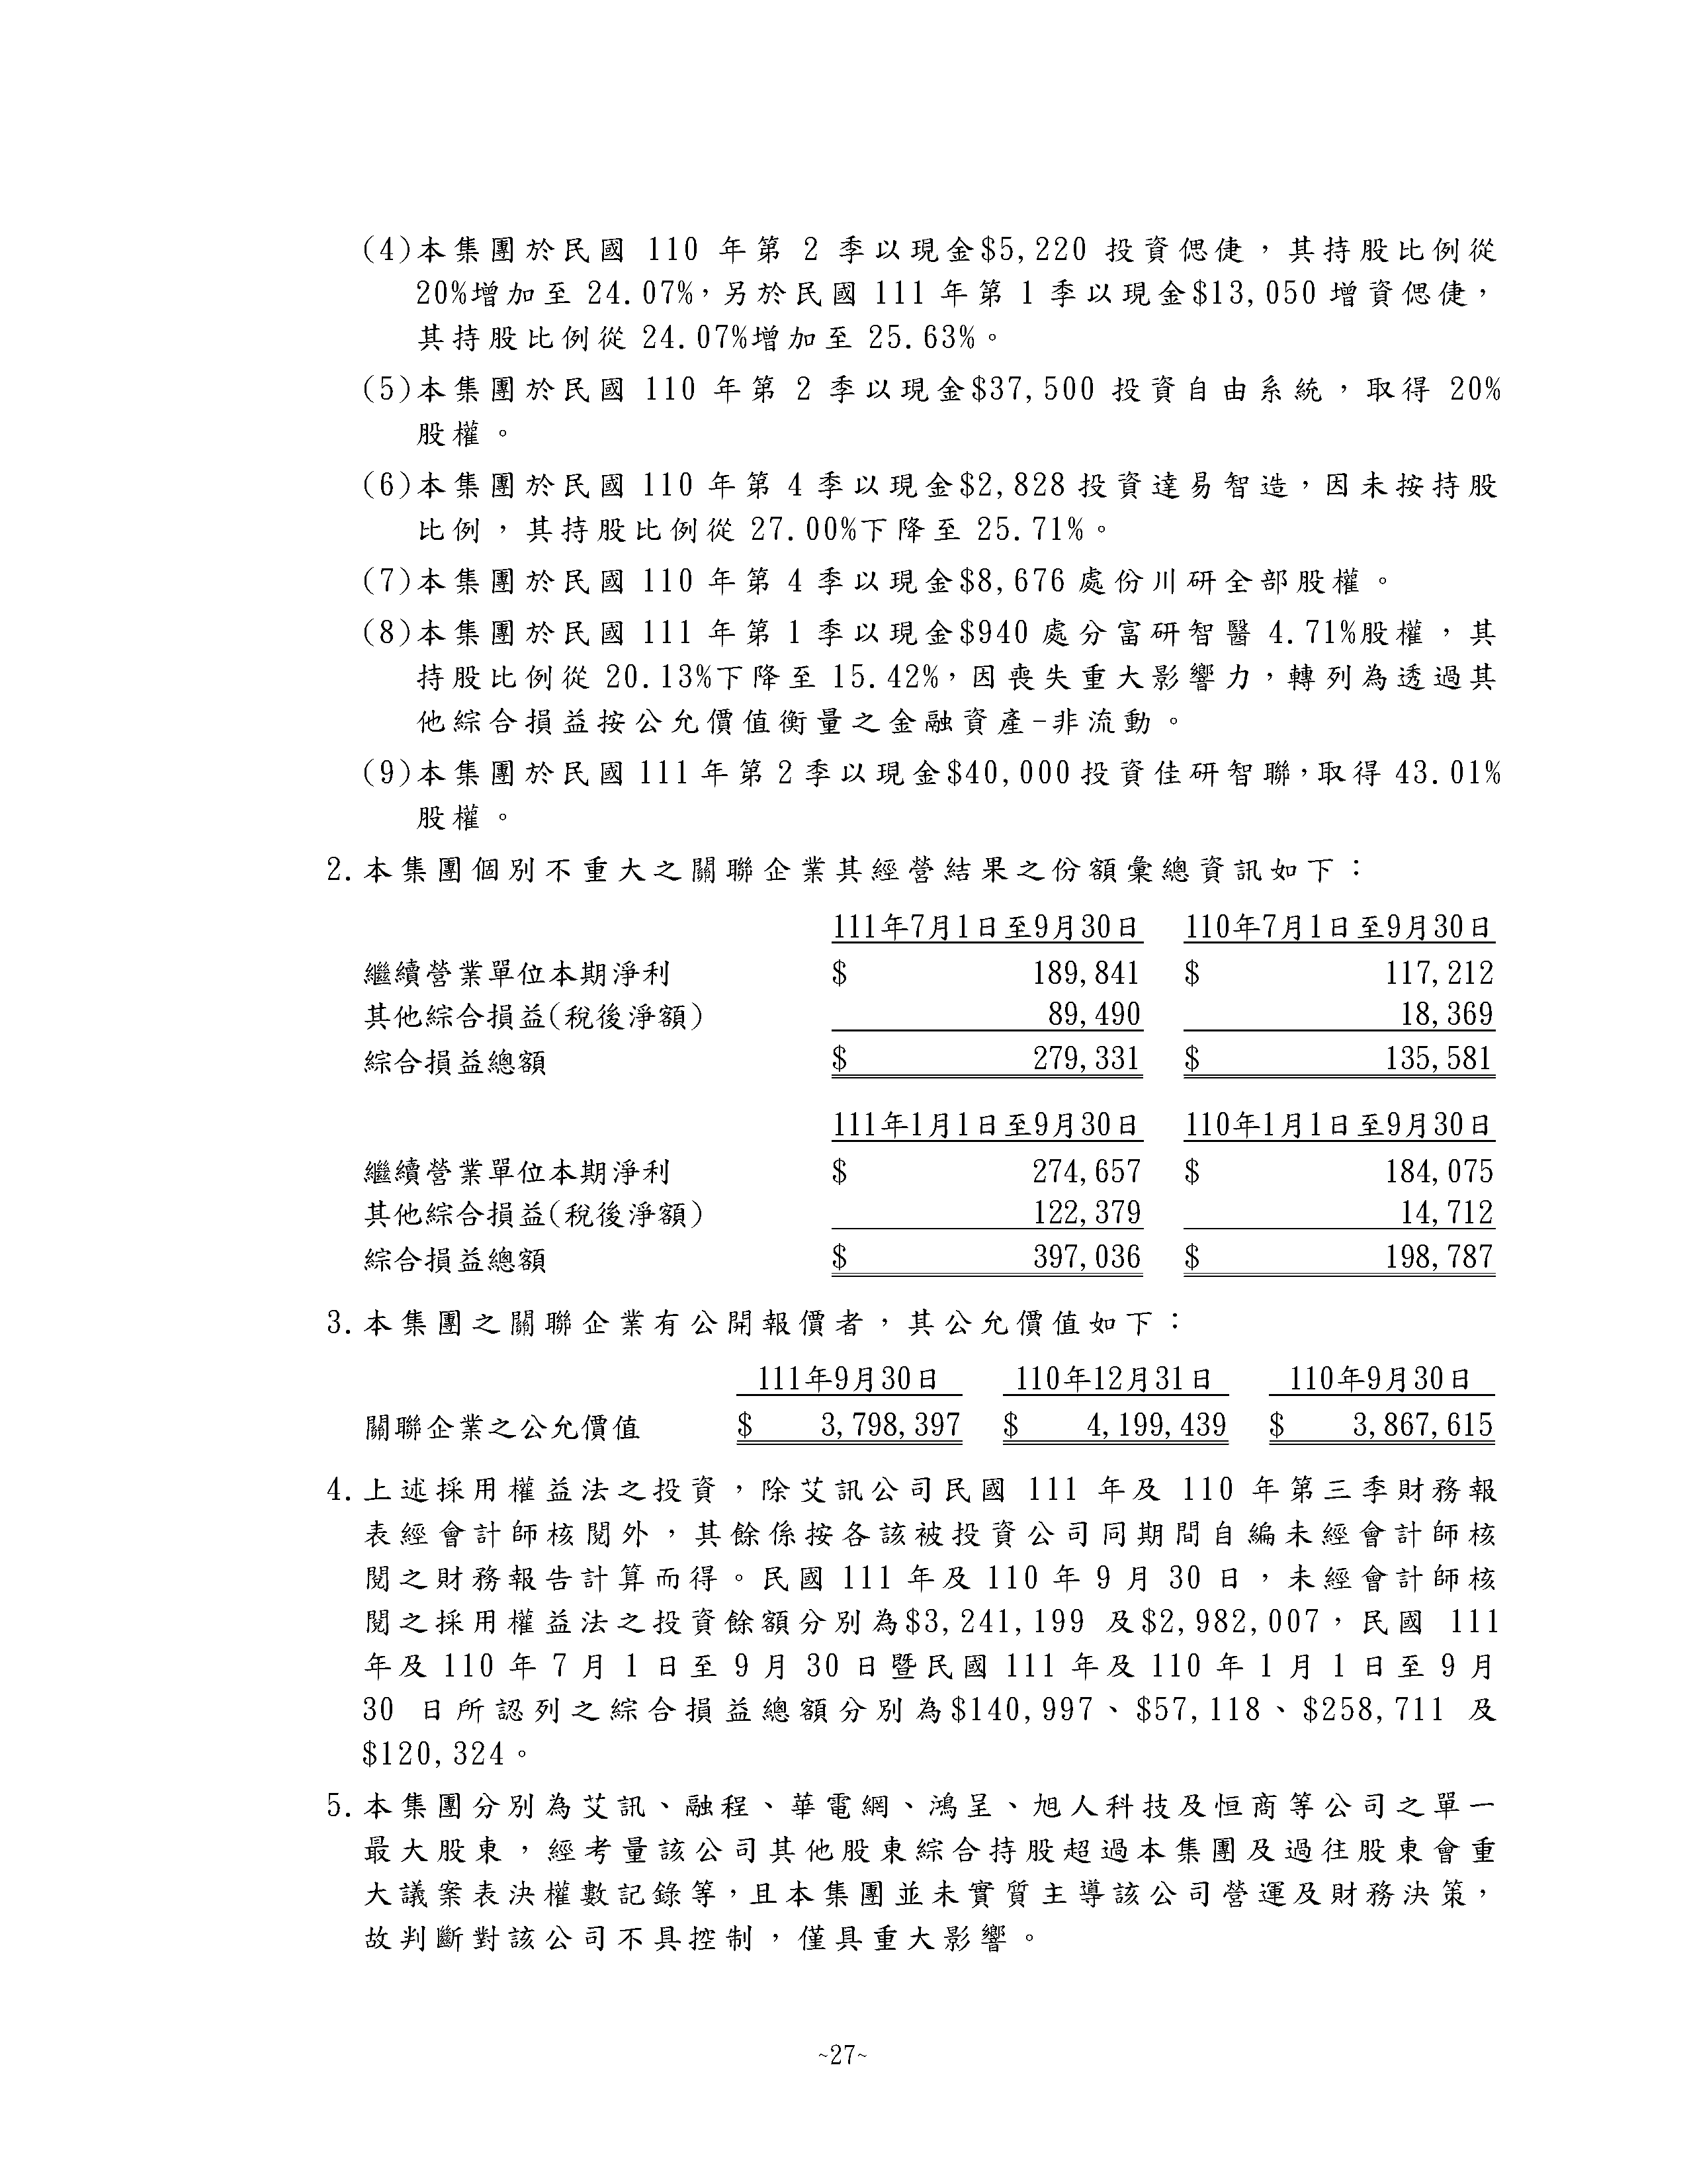 (4)本集團於民國 110 年第 2 季以現金$5,220 投資偲倢，其持股比例從
20%增加至 24.07%，另於民國 111 年第 1 季以現金$13,050 增資偲倢，
其持股比例從 24.07%增加至 25.63%。
(5)本集團於民國 110 年第 2 季以現金$37,500 投資自由系統，取得 20%
股權。
(6)本集團於民國 110 年第 4 季以現金$2,828 投資達易智造，因未按持股
比例，其持股比例從 27.00%下降至 25.71%。
(7)本集團於民國 110 年第 4 季以現金$8,676 處份川研全部股權。
(8)本集團於民國 111 年第 1 季以現金$940 處分富研智醫 4.71%股權，其
持股比例從 20.13%下降至 15.42%，因喪失重大影響力，轉列為透過其
他綜合損益按公允價值衡量之金融資產-非流動。
(9)本集團於民國 111 年第 2 季以現金$40,000 投資佳研智聯，取得 43.01%
股權。
2.本集團個別不重大之關聯企業其經營結果之份額彙總資訊如下：
111年7月1日至9月30日 110年7月1日至9月30日
繼續營業單位本期淨利 $ 189,841 $ 117,212
其他綜合損益(稅後淨額) 89,490 18,369
綜合損益總額 $ 279,331 $ 135,581
111年1月1日至9月30日 110年1月1日至9月30日
繼續營業單位本期淨利 $ 274,657 $ 184,075
其他綜合損益(稅後淨額) 122,379 14,712
綜合損益總額 $ 397,036 $ 198,787
3.本集團之關聯企業有公開報價者，其公允價值如下：
111年9月30日 110年12月31日 110年9月30日
關聯企業之公允價值 $ 3,798,397 $ 4,199,439 $ 3,867,615
4.上述採用權益法之投資，除艾訊公司民國 111 年及 110 年第三季財務報
表經會計師核閱外，其餘係按各該被投資公司同期間自編未經會計師核
閱之財務報告計算而得。民國 111 年及 110 年 9 月 30 日，未經會計師核
閱之採用權益法之投資餘額分別為$3,241,199 及$2,982,007，民國 111
年及 110 年 7 月 1 日至 9 月 30 日暨民國 111 年及 110 年 1 月 1 日至 9 月
30 日所認列之綜合損益總額分別為$140,997、$57,118、$258,711 及
$120,324。
5.本集團分別為艾訊、融程、華電網、鴻呈、旭人科技及恒商等公司之單一
最大股東，經考量該公司其他股東綜合持股超過本集團及過往股東會重
大議案表決權數記錄等，且本集團並未實質主導該公司營運及財務決策，
故判斷對該公司不具控制，僅具重大影響。
~27~